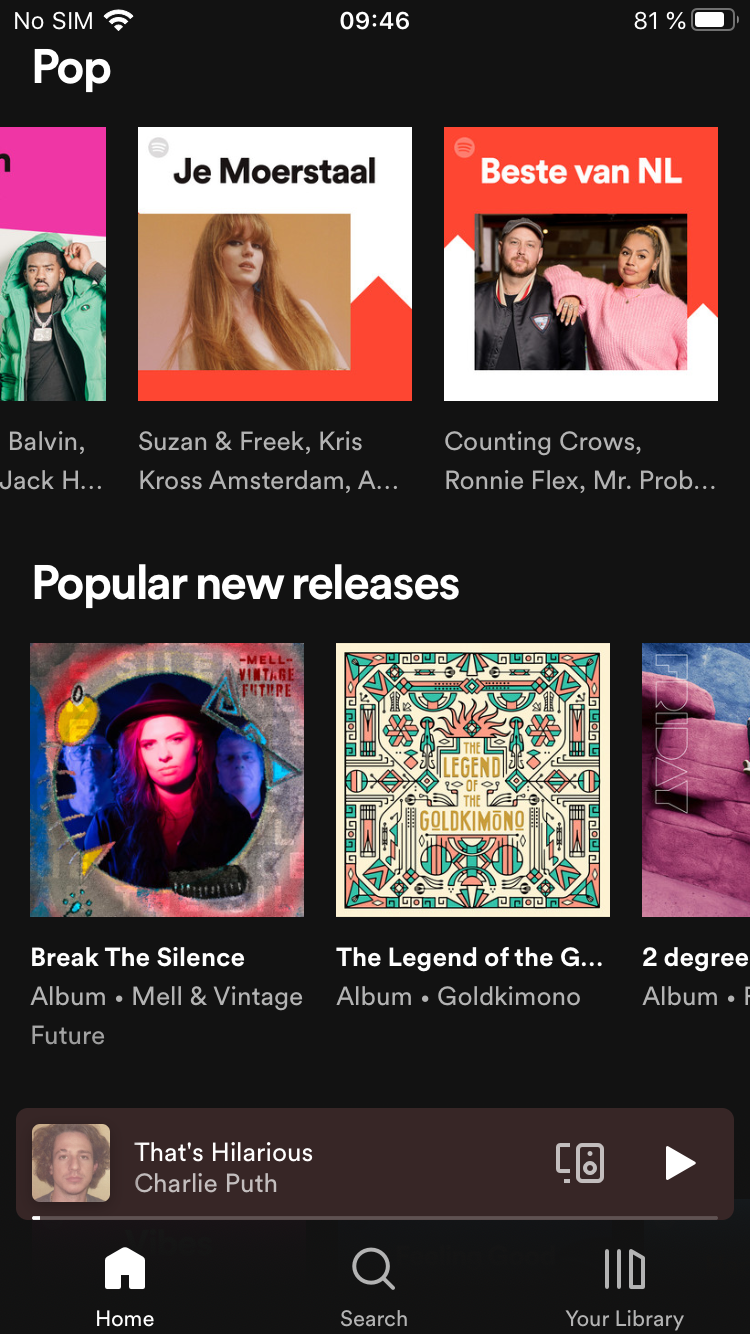 No SIM 09:46 81 %
Pop
n
Je Moerstaal
Beste van NL
Balvin,
Jack H...
Suzan & Freek, Kris
Kross Amsterdam, A...
Counting Crows,
Ronnie Flex, Mr. Prob...
Popular new releases
-MELL-
VINTAGE
FUTURE
THE
LEGEND
OF
THE
GOLDKIMŌNO
FRIDAY
Break The Silence
Album • Mell & Vintage
Future
The Legend of the G...
Album • Goldkimono
2 degree
Album • F
That's Hilarious
Charlie Puth
Home
Search
Your Library